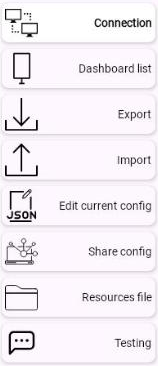 Connection
Dashboard list
Export
Import
JSON
Edit current config
Share config
Resources file
Testing